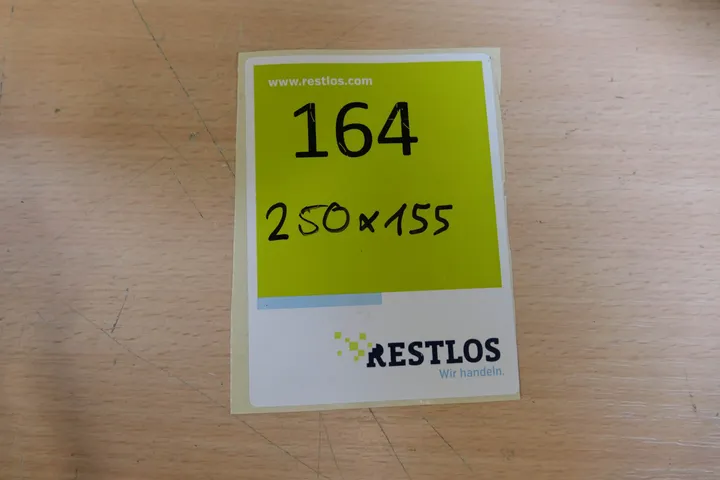 www.restlos.com
164
250x155
RESTLOS
Wir handeln.